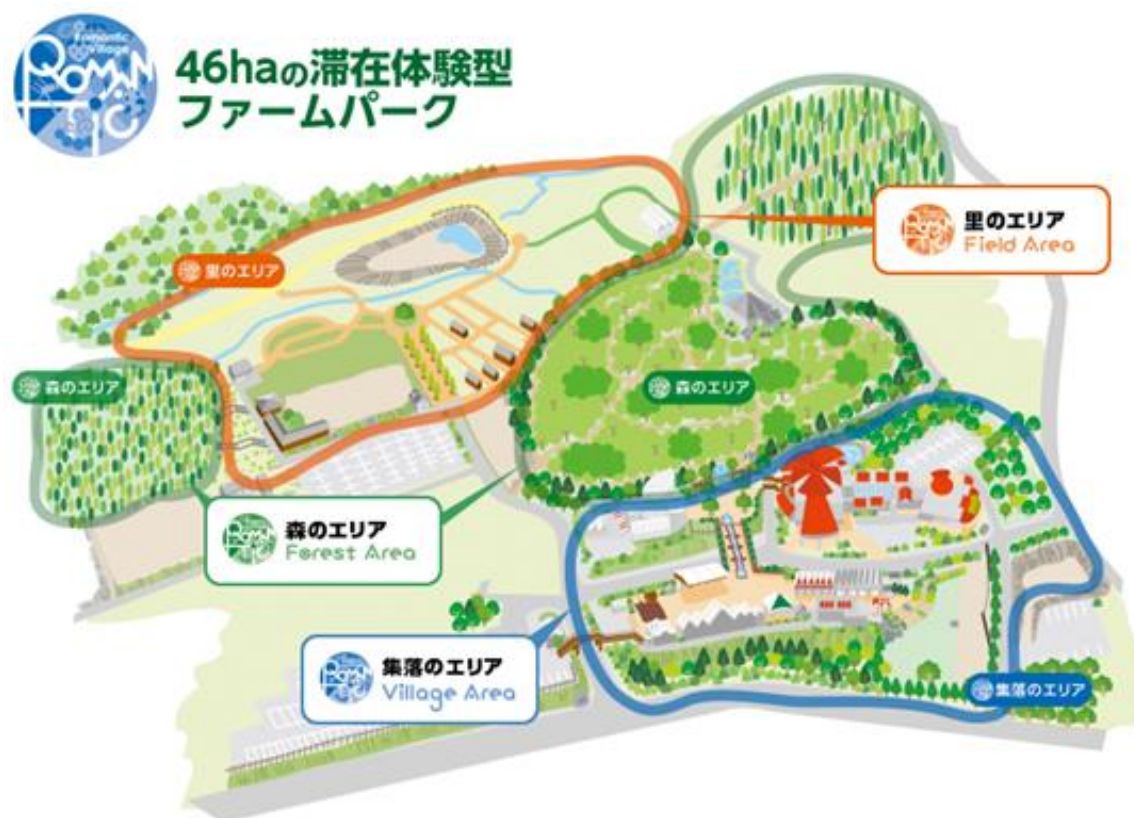 Romantic
Village
ROMAN
TIC
46haの滞在体験型
ファームパーク
里のエリア
Field Area
里のエリア
森のエリア
森のエリア
森のエリア
Forest Area
集落のエリア
Village Area
集落のエリア